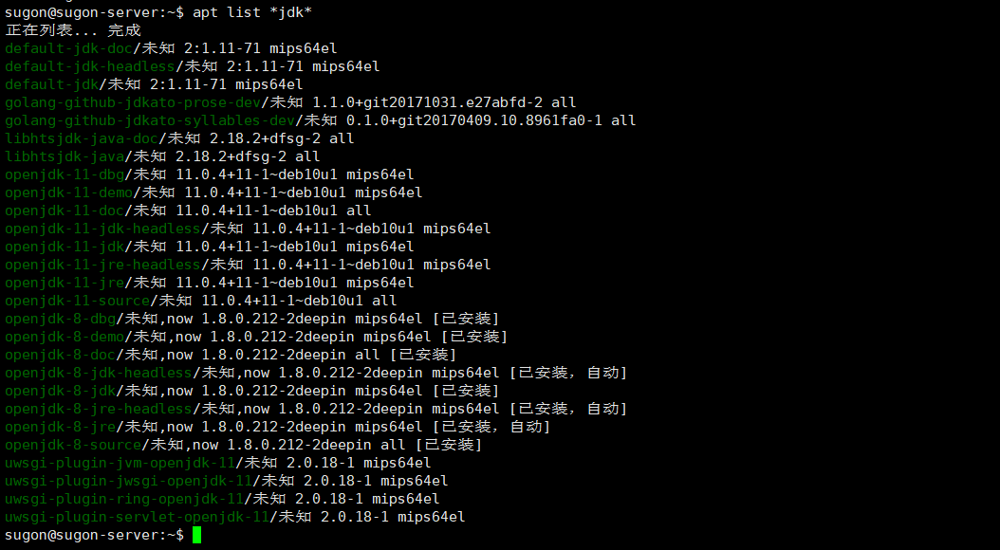 sugon@sugon-server:~$ apt list *jdk*
正在列表... 完成
default-jdk-doc/未知 2:1.11-71 mips64el
default-jdk-headless/未知 2:1.11-71 mips64el
default-jdk/未知 2:1.11-71 mips64el
golang-github-jdkato-prose-dev/未知 1.1.0+git20171031.e27abfd-2 all
golang-github-jdkato-syllables-dev/未知 0.1.0+git20170409.10.8961fa0-1 all
libhtsjdk-java-doc/未知 2.18.2+dfsg-2 all
libhtsjdk-java/未知 2.18.2+dfsg-2 all
openjdk-11-dbg/未知 11.0.4+11-1~deb10u1 mips64el
openjdk-11-demo/未知 11.0.4+11-1~deb10u1 mips64el
openjdk-11-doc/未知 11.0.4+11-1~deb10u1 all
openjdk-11-jdk-headless/未知 11.0.4+11-1~deb10u1 mips64el
openjdk-11-jdk/未知 11.0.4+11-1~deb10u1 mips64el
openjdk-11-jre-headless/未知 11.0.4+11-1~deb10u1 mips64el
openjdk-11-jre/未知 11.0.4+11-1~deb10u1 mips64el
openjdk-11-source/未知 11.0.4+11-1~deb10u1 all
openjdk-8-dbg/未知,now 1.8.0.212-2deepin mips64el [已安装]
openjdk-8-demo/未知,now 1.8.0.212-2deepin mips64el [已安装]
openjdk-8-doc/未知,now 1.8.0.212-2deepin all [已安装]
openjdk-8-jdk-headless/未知,now 1.8.0.212-2deepin mips64el [已安装，自动]
openjdk-8-jdk/未知,now 1.8.0.212-2deepin mips64el [已安装]
openjdk-8-jre-headless/未知,now 1.8.0.212-2deepin mips64el [已安装，自动]
openjdk-8-jre/未知,now 1.8.0.212-2deepin mips64el [已安装，自动]
openjdk-8-source/未知,now 1.8.0.212-2deepin all [已安装]
uwsgi-plugin-jvm-openjdk-11/未知 2.0.18-1 mips64el
uwsgi-plugin-jwsgi-openjdk-11/未知 2.0.18-1 mips64el
uwsgi-plugin-ring-openjdk-11/未知 2.0.18-1 mips64el
uwsgi-plugin-servlet-openjdk-11/未知 2.0.18-1 mips64el
sugon@sugon-server:~$